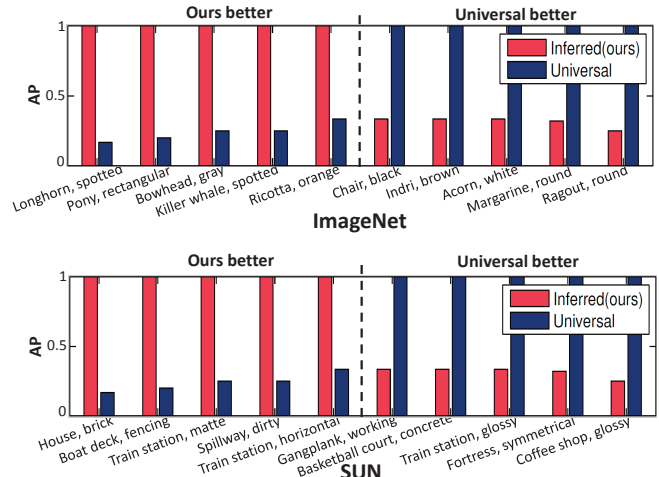 Ours better
Universal better
1
0.5
0
AP
Inferred(ours)
Universal
Longhorn, spotted
Pony, rectangular
Bowhead, gray
Killer whale, spotted
Ricotta, orange
Chair, black
Indri, brown
Acorn, white
Margarine, round
Ragout, round
ImageNet
Ours better
Universal better
1
0.5
0
AP
Inferred(ours)
Universal
House, brick
Boat deck, fencing
Train station, matte
Spillway, dirty
Train station, horizontal
Gangplank, working
Basketball court, concrete
Train station, glossy
Fortress, symmetrical
Coffee shop, glossy
SUN